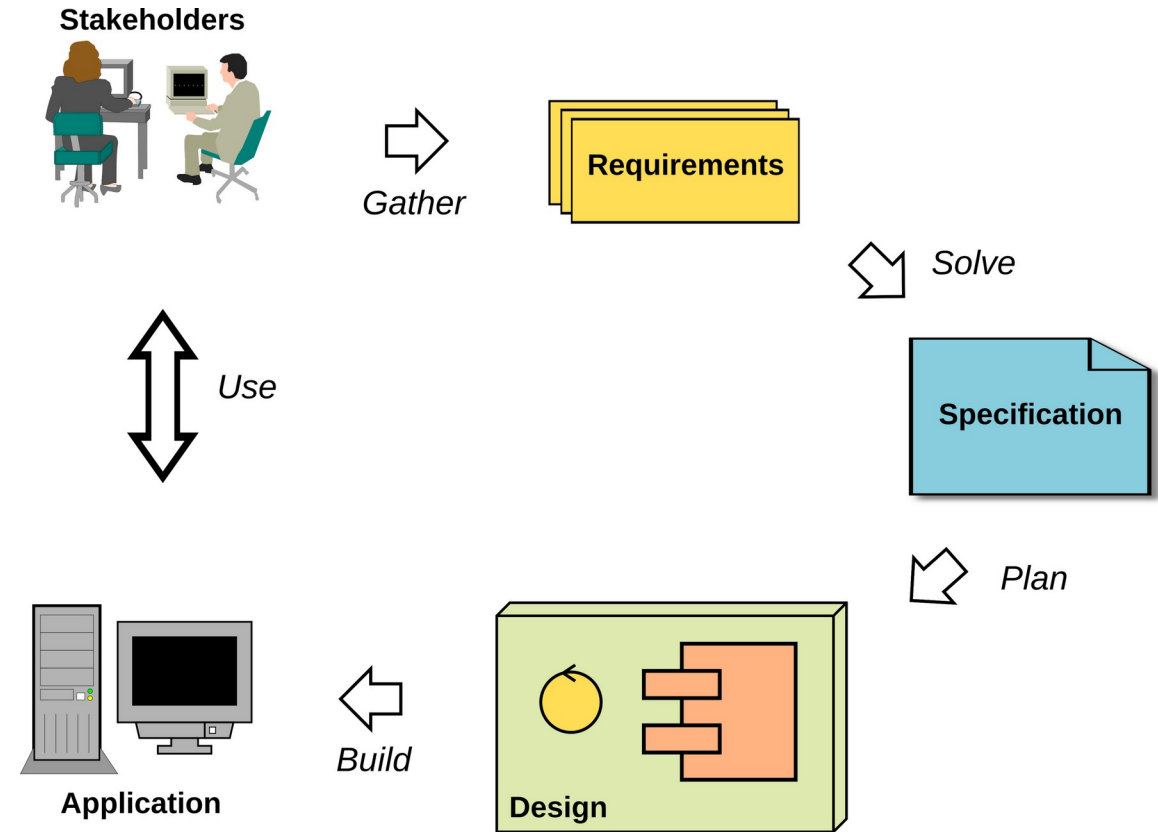 Stakeholders
Gather
Requirements
Solve
Specification
Plan
Design
Build
Application
Use